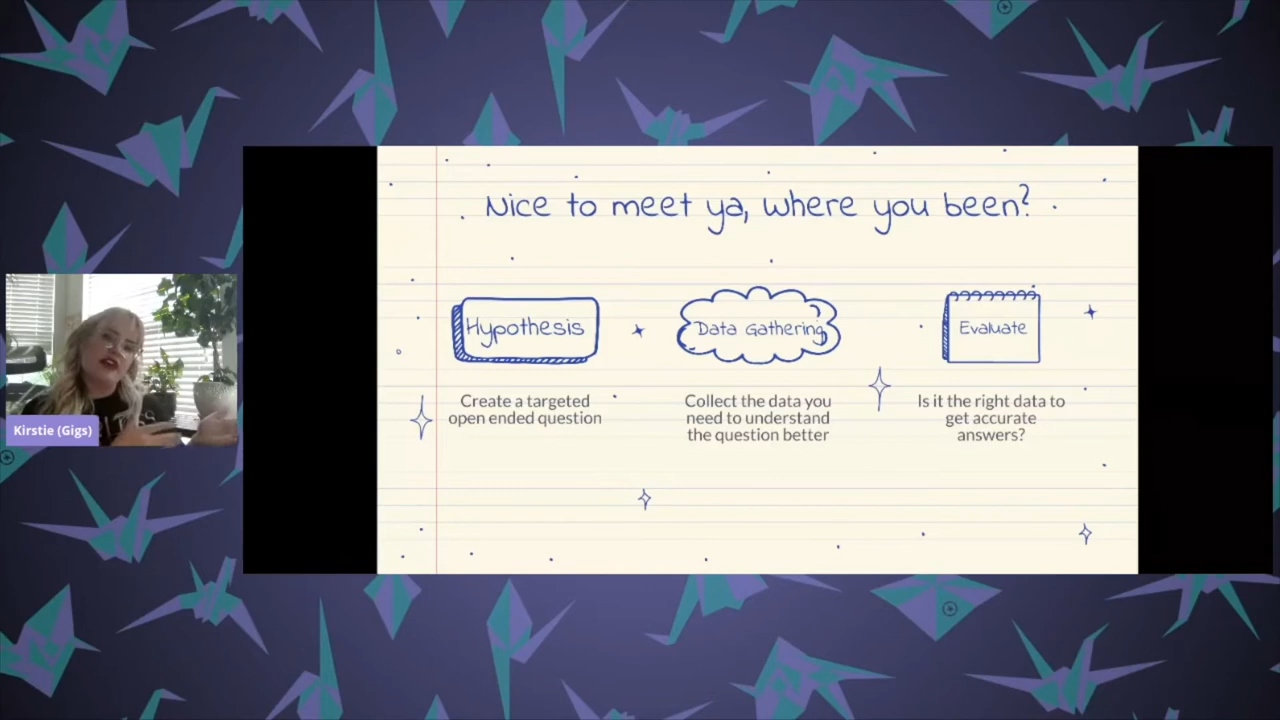 Nice to meet ya, where you been?
Hypothesis
Data Gathering
Evaluate
Create a targeted
open ended question
Collect the data you
need to understand
the question better
Is it the right data to
get accurate
answers?
Kirstie (Gigs)